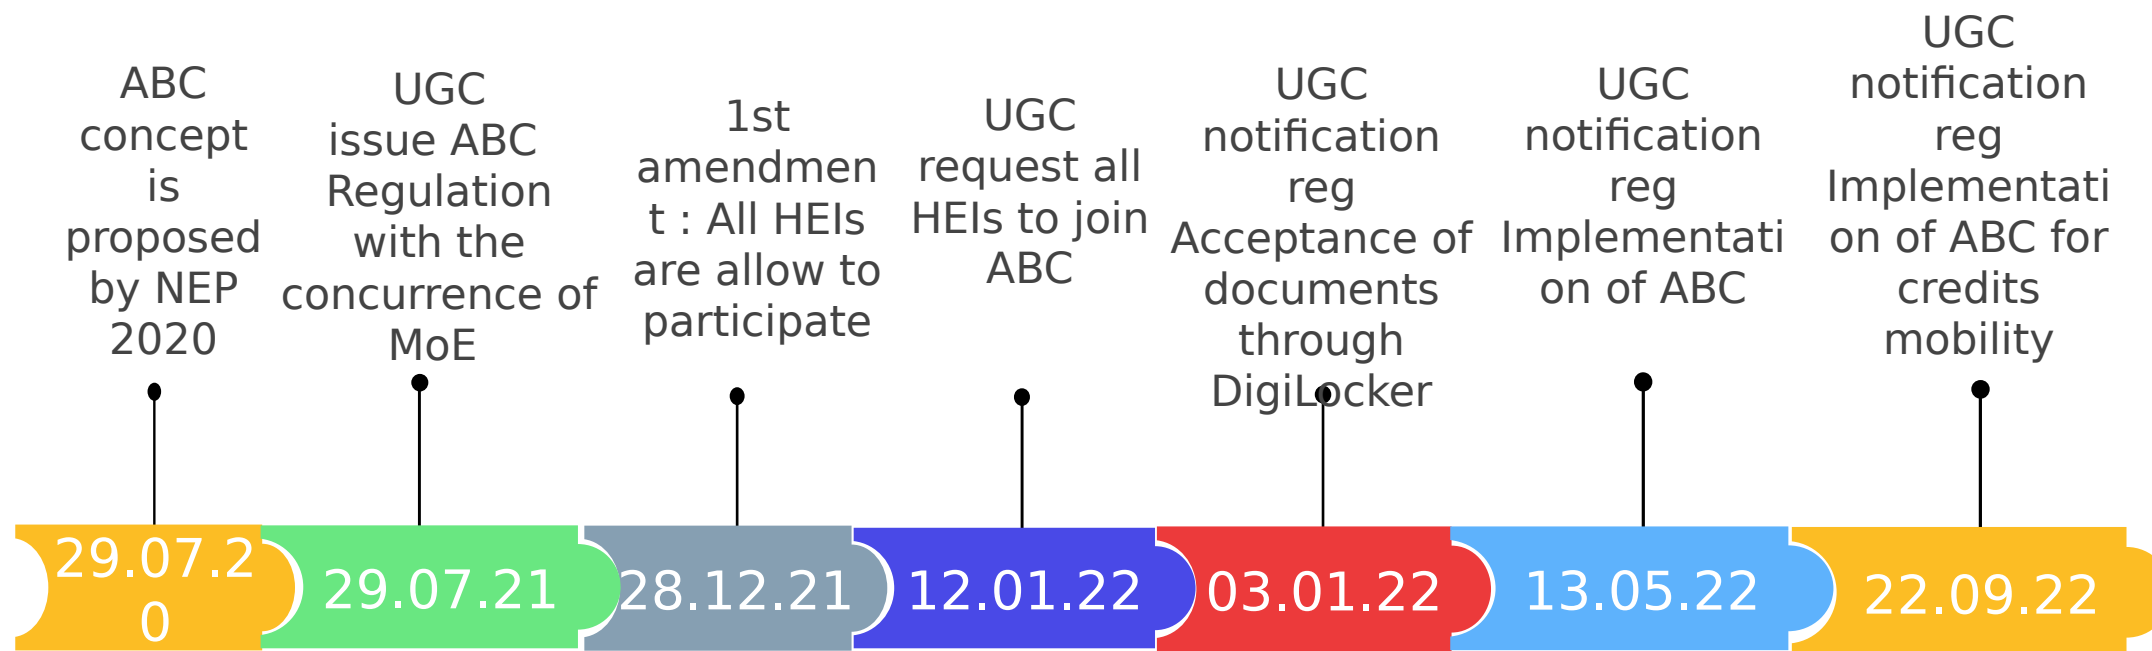 ABC
concept
is
proposed
by NEP
2020
UGC
issue ABC
Regulation
with the
concurrence of
MoE
1st
amendmen
t : All HEIs
are allow to
participate
UGC
request all
HEIs to join
ABC
UGC
notification
reg
Acceptance of
documents
through
DigiLocker
UGC
notification
reg
Implementati
on of ABC
UGC
notification
reg
Implementati
on of ABC for
credits
mobility
29.07.2
0
29.07.21
28.12.21
12.01.22
03.01.22
13.05.22
22.09.22